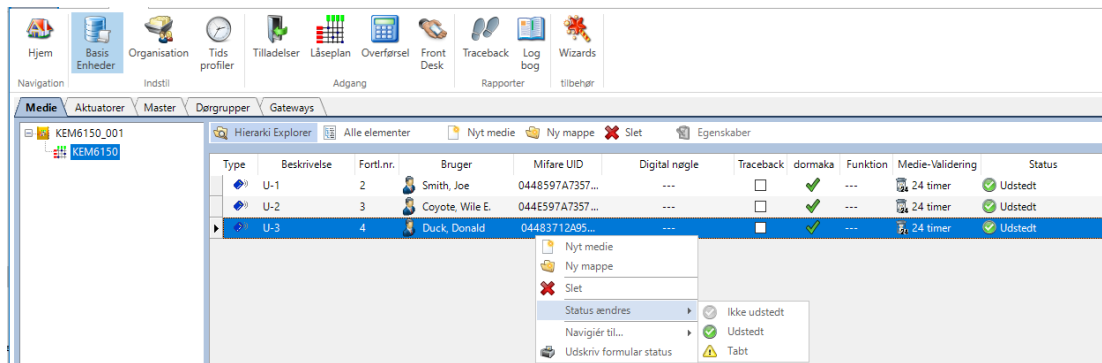 Hjem
Basis
Enheder
Organisation
Tids
profiler
Tilladelser
Låseplan
Overførsel
Front
Desk
Traceback
Log
bog
Wizards
Navigation
Indstil
Adgang
Rapporter
tilbehør
Medie Aktuatorer Master Dørgrupper Gateways
KEM6150_001
KEM6150
Hierarki Explorer Alle elementer Nyt medie Ny mappe Slet Egenskaber
Type Beskrivelse Fortl.nr. Bruger Mifare UID Digital nøgle Traceback dormaka Funktion Medie-Validering Status
U-1 2 Smith, Joe 0448597A7357... --- --- 24 timer Udstedt
U-2 3 Coyote, Wile E. 044E597A7357... --- --- 24 timer Udstedt
U-3 4 Duck, Donald 04483712A95... --- --- 24 timer Udstedt
Nyt medie
Ny mappe
Slet
Status ændres
Navigiér til...
Udskriv formular status
Ikke udstedt
Udstedt
Tabt